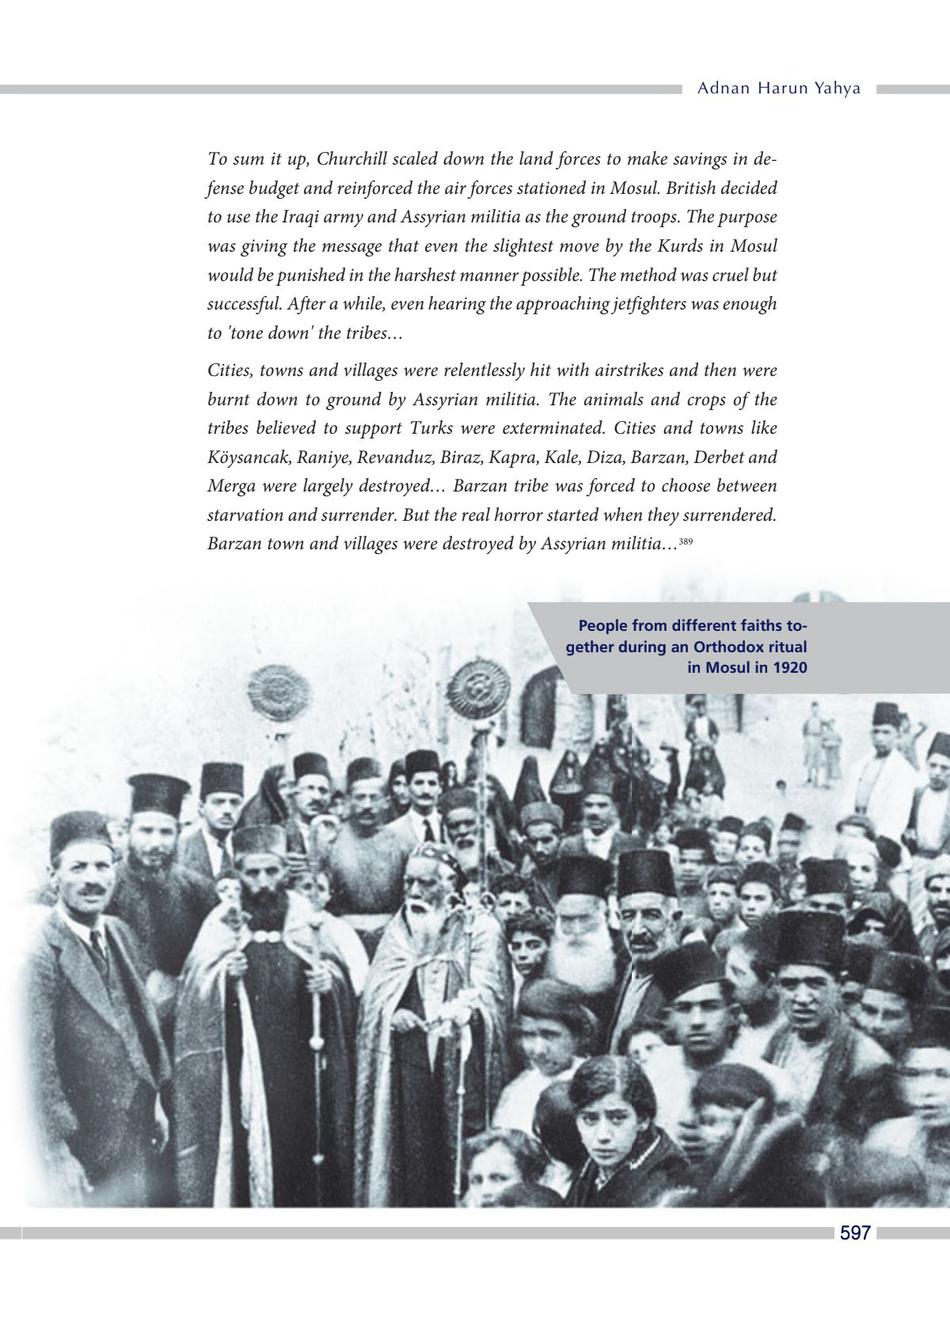 Adnan Harun Yahya
To sum it up, Churchill scaled down the land forces to make savings in de-
fense budget and reinforced the air forces stationed in Mosul. British decided
to use the Iraqi army and Assyrian militia as the ground troops. The purpose
was giving the message that even the slightest move by the Kurds in Mosul
would be punished in the harshest manner possible. The method was cruel but
successful. After a while, even hearing the approaching jetfighters was enough
to 'tone down' the tribes…
Cities, towns and villages were relentlessly hit with airstrikes and then were
burnt down to ground by Assyrian militia. The animals and crops of the
tribes believed to support Turks were exterminated. Cities and towns like
Köysancak, Raniye, Revanduz, Biraz, Kapra, Kale, Diza, Barzan, Derbet and
Merga were largely destroyed… Barzan tribe was forced to choose between
starvation and surrender. But the real horror started when they surrendered.
Barzan town and villages were destroyed by Assyrian militia…389
People from different faiths to-
gether during an Orthodox ritual
in Mosul in 1920
597